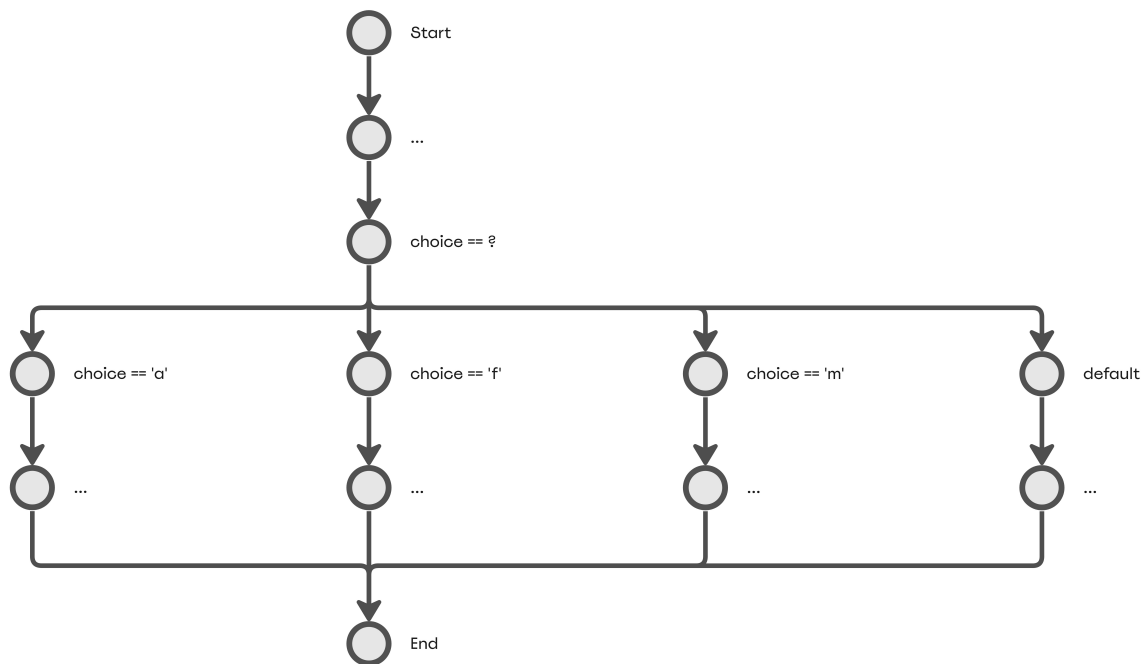 Start
...
choice == ?
choice == 'a'
choice == 'f'
choice == 'm'
default
...
...
...
...
End